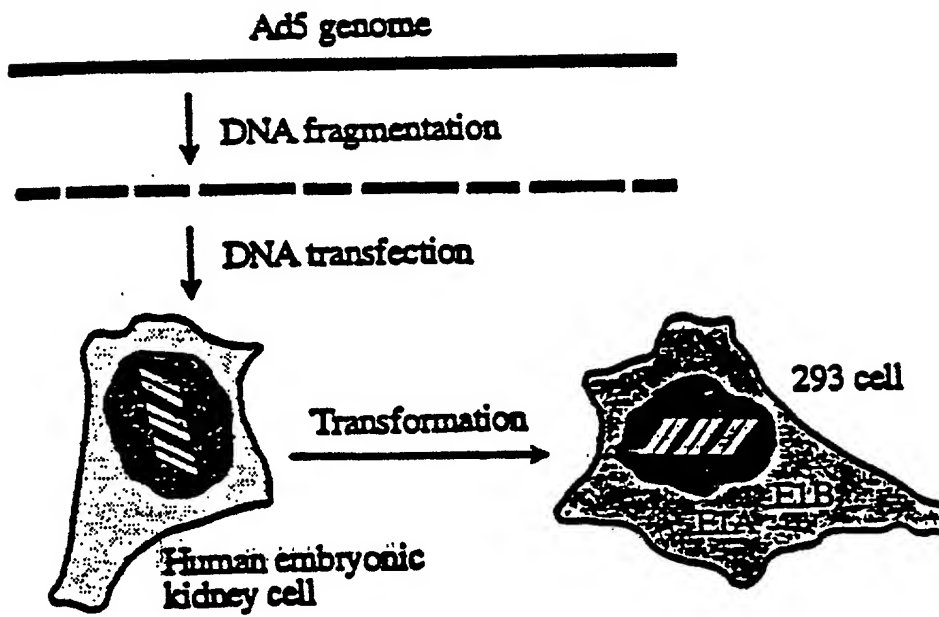 Ad5 genome
DNA fragmentation
DNA transfection
293 cell
Transformation
E1B
E1A
Human embryonic
kidney cell